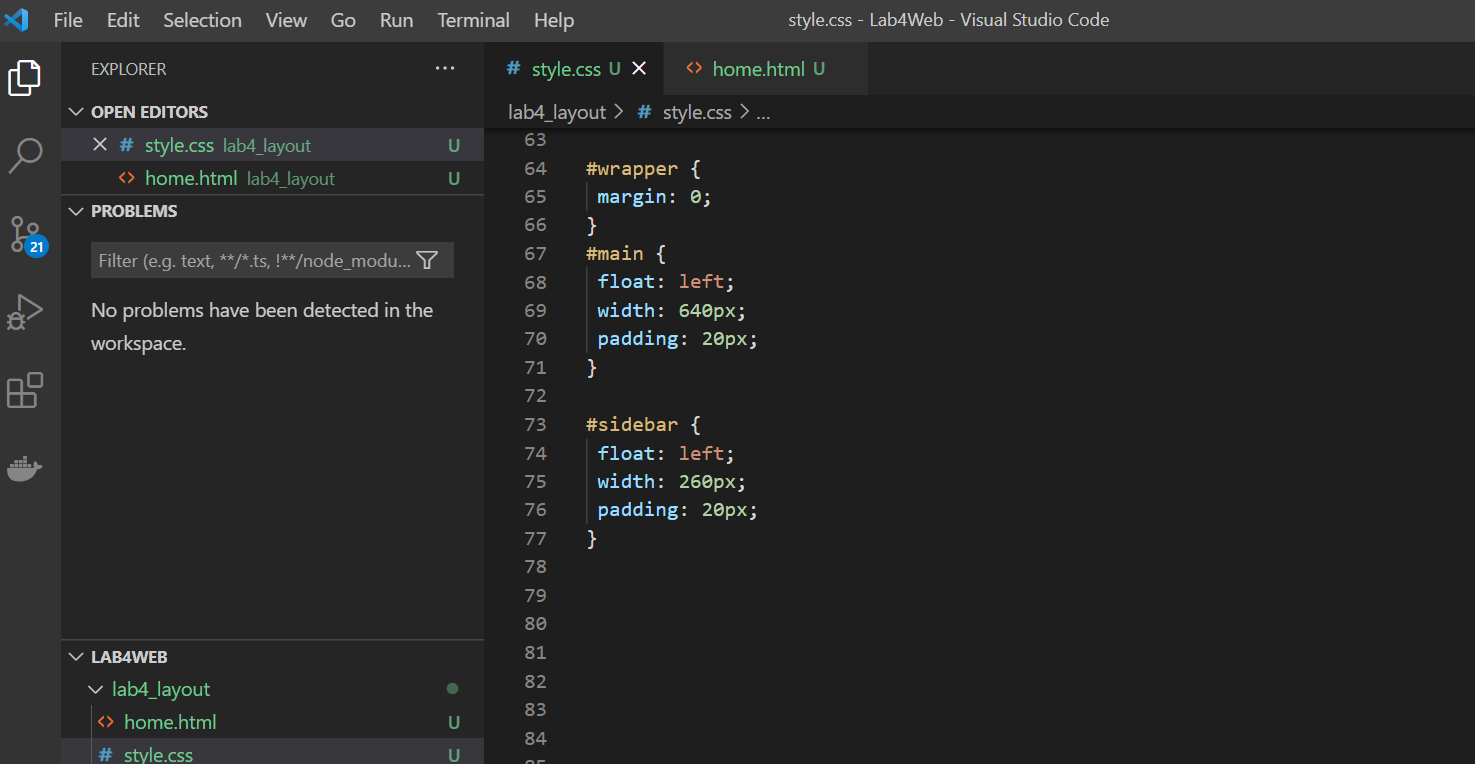 File Edit Selection View Go Run Terminal Help style.css - Lab4Web - Visual Studio Code
EXPLORER ...
OPEN EDITORS
# style.css lab4_layout U
<> home.html lab4_layout U
PROBLEMS
Filter (e.g. text, **/*.ts, !**/node_modu...
No problems have been detected in the
workspace.
21
LAB4WEB
lab4_layout
<> home.html U
# style.css U
# style.css U <> home.html U
lab4_layout > # style.css > ...
63
64 #wrapper {
65 margin: 0;
66 }
67 #main {
68 float: left;
69 width: 640px;
70 padding: 20px;
71 }
72
73 #sidebar {
74 float: left;
75 width: 260px;
76 padding: 20px;
77 }
78
79
80
81
82
83
84